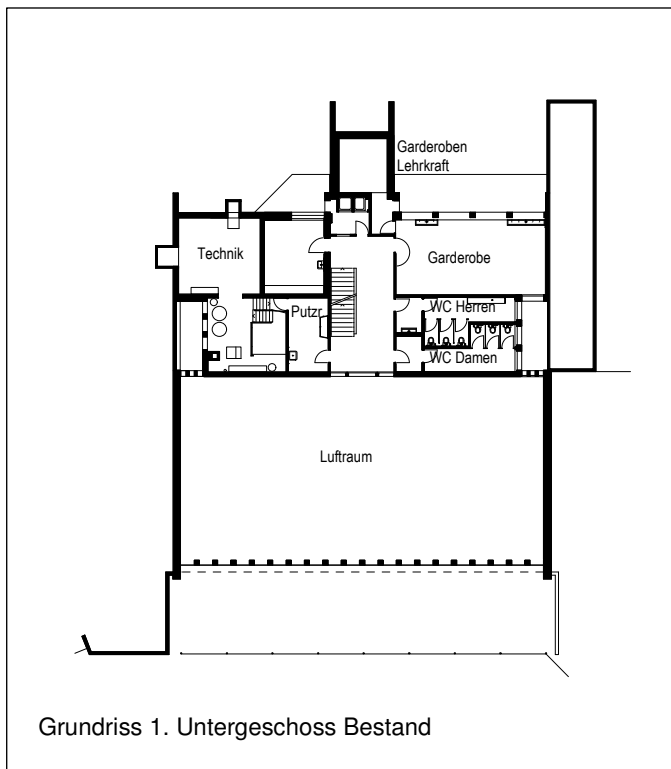 Garderoben
Lehrkraft
Technik
Garderobe
Putzr
WC Herren
WC Damen
Luftraum
Grundriss 1. Untergeschoss Bestand